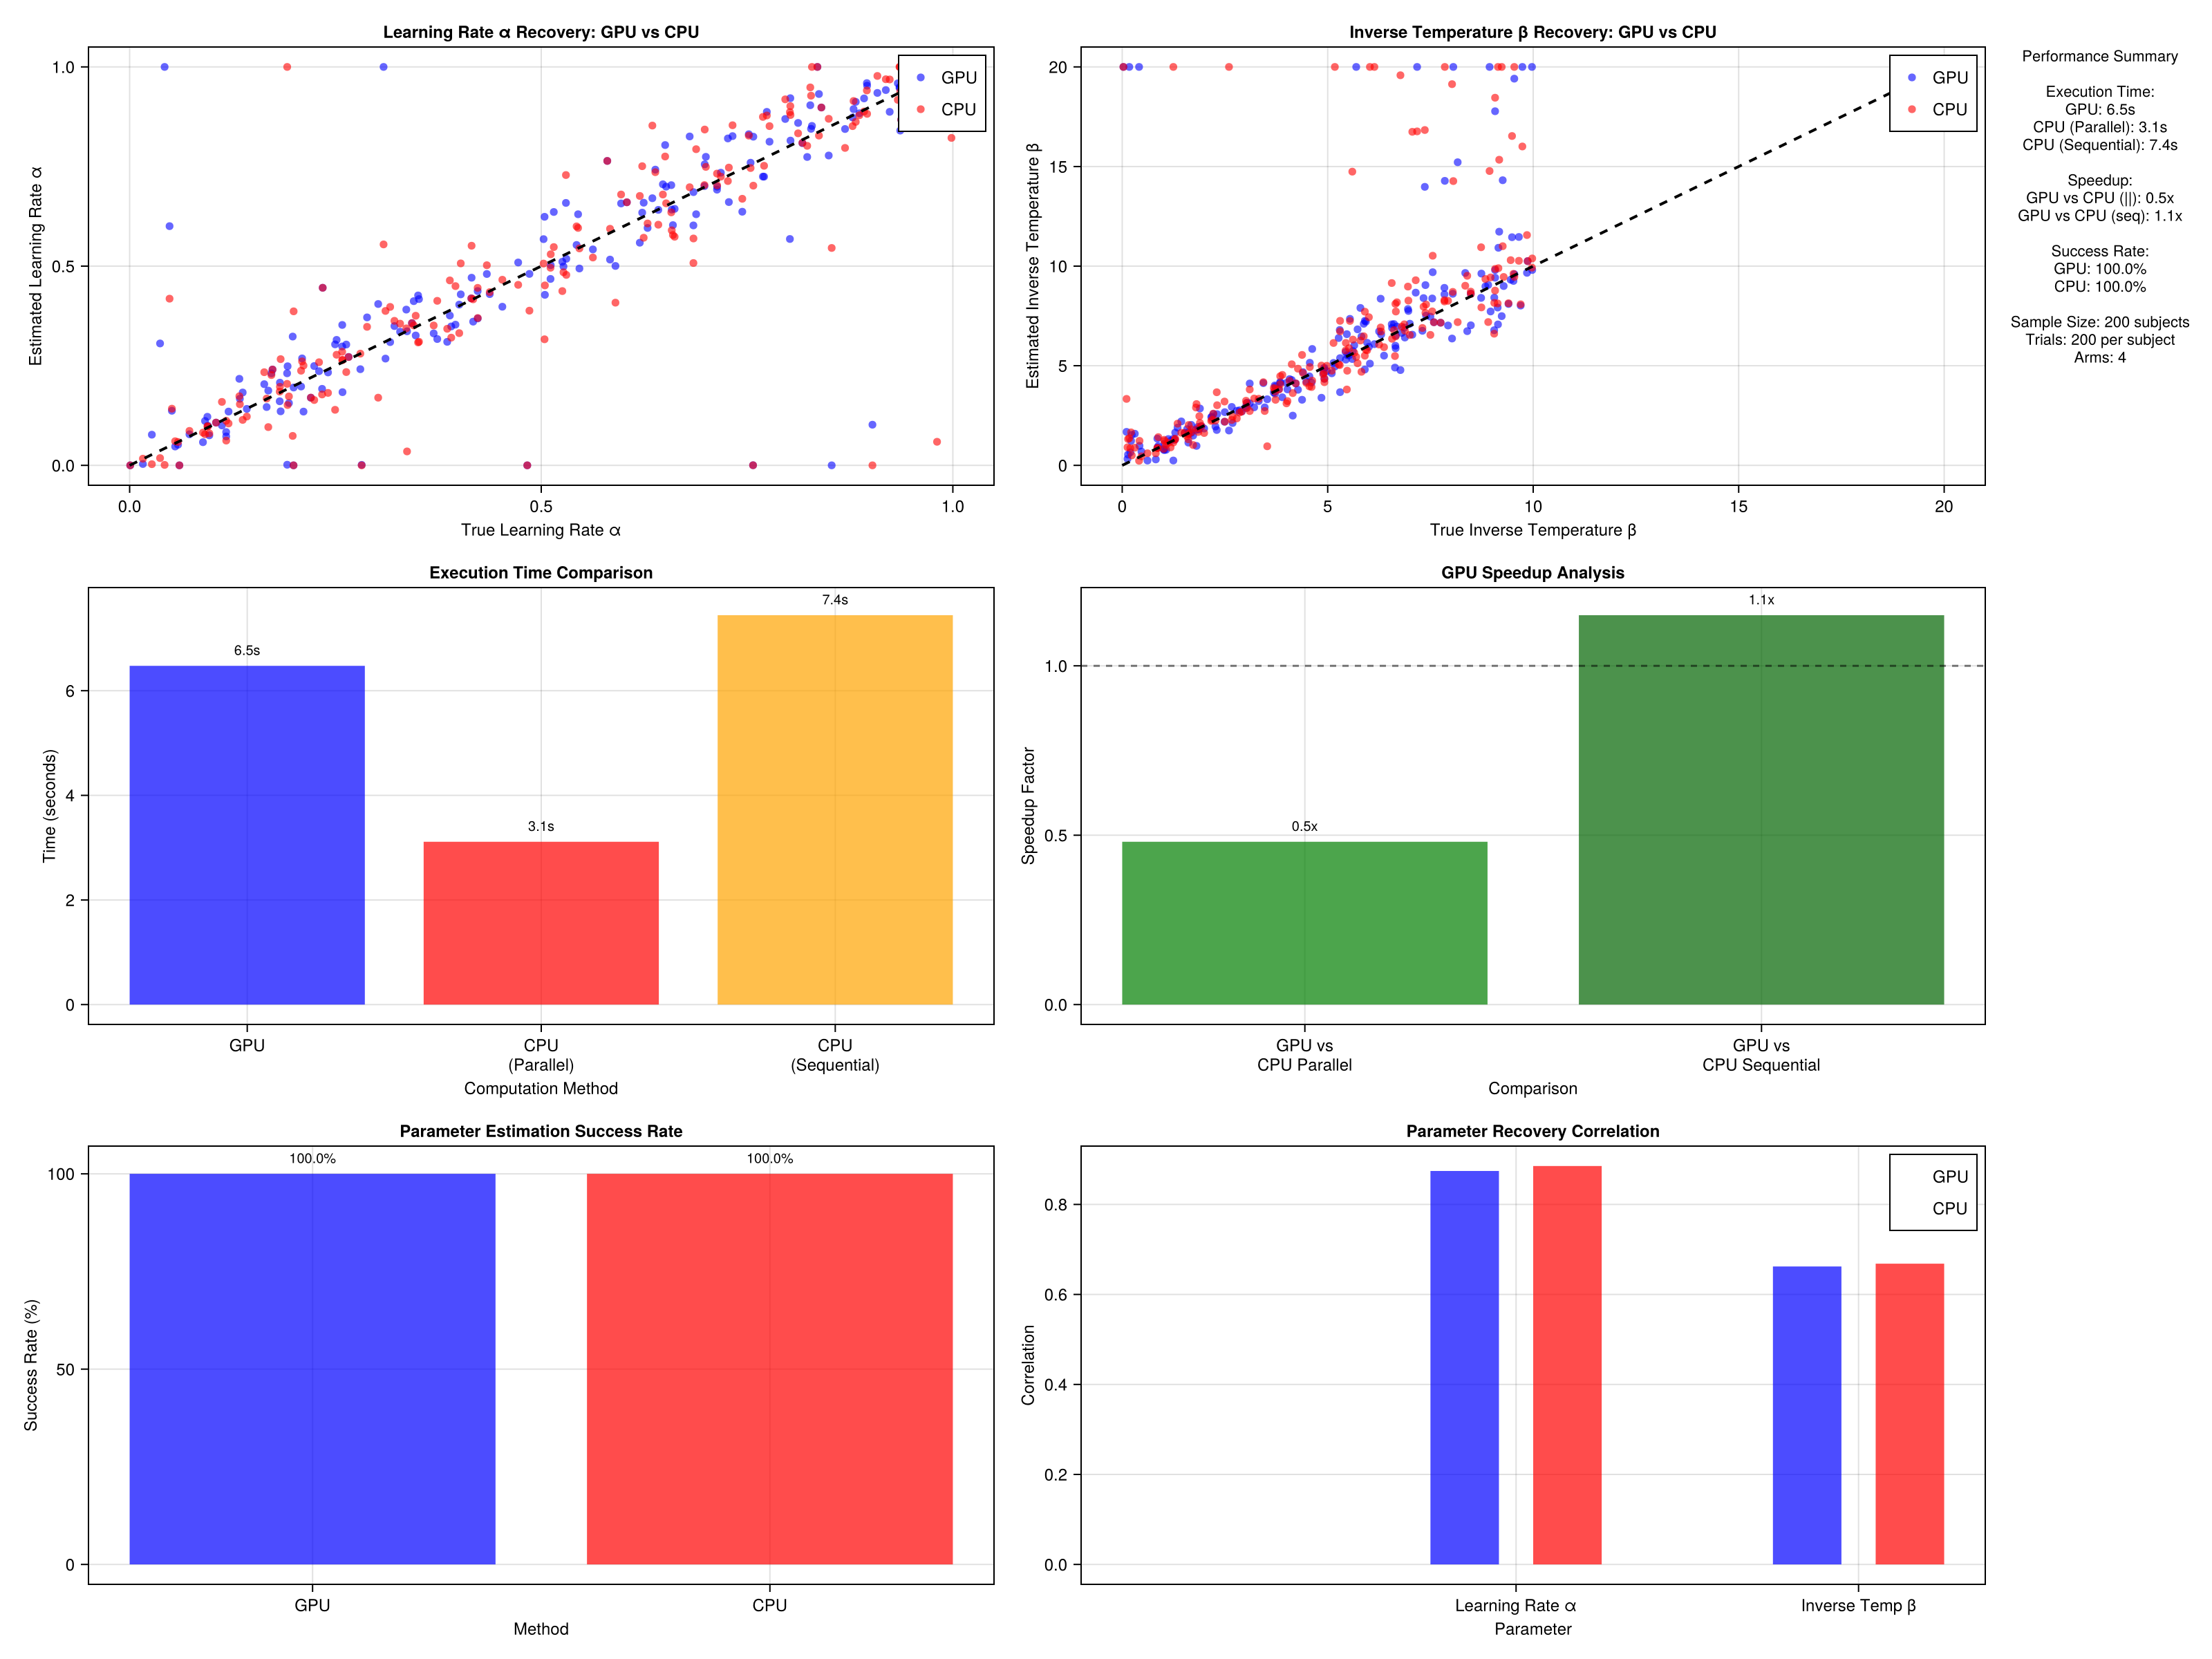 Learning Rate α Recovery: GPU vs CPU
Estimated Learning Rate α
1.0
0.5
0.0
GPU
CPU
0.0 0.5 1.0
True Learning Rate α
Inverse Temperature β Recovery: GPU vs CPU
Estimated Inverse Temperature β
20
15
10
5
0
GPU
CPU
0 5 10 15 20
True Inverse Temperature β
Performance Summary
Execution Time:
GPU: 6.5s
CPU (Parallel): 3.1s
CPU (Sequential): 7.4s
Speedup:
GPU vs CPU (||): 0.5x
GPU vs CPU (seq): 1.1x
Success Rate:
GPU: 100.0%
CPU: 100.0%
Sample Size: 200 subjects
Trials: 200 per subject
Arms: 4
Execution Time Comparison
Time (seconds)
6
4
2
0
6.5s
3.1s
7.4s
GPU
CPU
(Parallel)
CPU
(Sequential)
Computation Method
GPU Speedup Analysis
Speedup Factor
1.0
0.5
0.0
0.5x
1.1x
GPU vs
CPU Parallel
GPU vs
CPU Sequential
Comparison
Parameter Estimation Success Rate
Success Rate (%)
100
50
0
100.0%
100.0%
GPU
CPU
Method
Parameter Recovery Correlation
Correlation
0.8
0.6
0.4
0.2
0.0
GPU
CPU
Learning Rate α
Inverse Temp β
Parameter